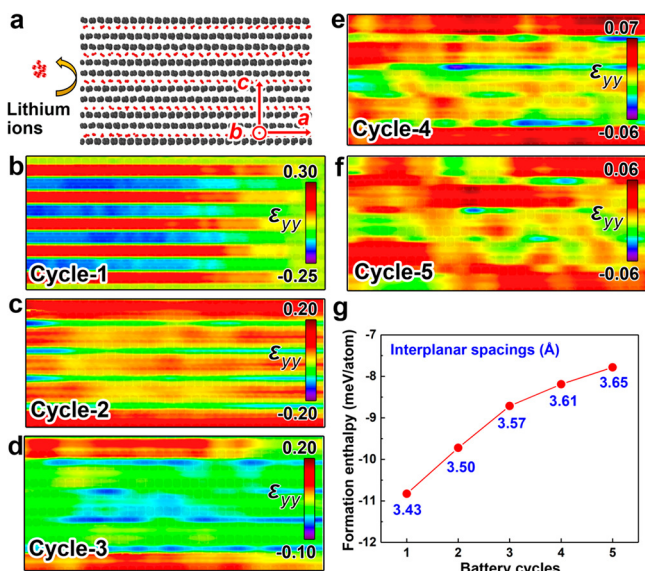 a
Lithium
ions
c
b
a
b
0.30
εyy
-0.25
Cycle-1
c
0.20
εyy
-0.20
Cycle-2
d
0.20
εyy
-0.10
Cycle-3
e
0.07
εyy
-0.06
Cycle-4
f
0.06
εyy
-0.06
Cycle-5
g
Formation enthalpy (meV/atom)
-7
-8
-9
-10
-11
-12
Interplanar spacings (Å)
3.43
3.50
3.57
3.61
3.65
1 2 3 4 5
Battery cycles